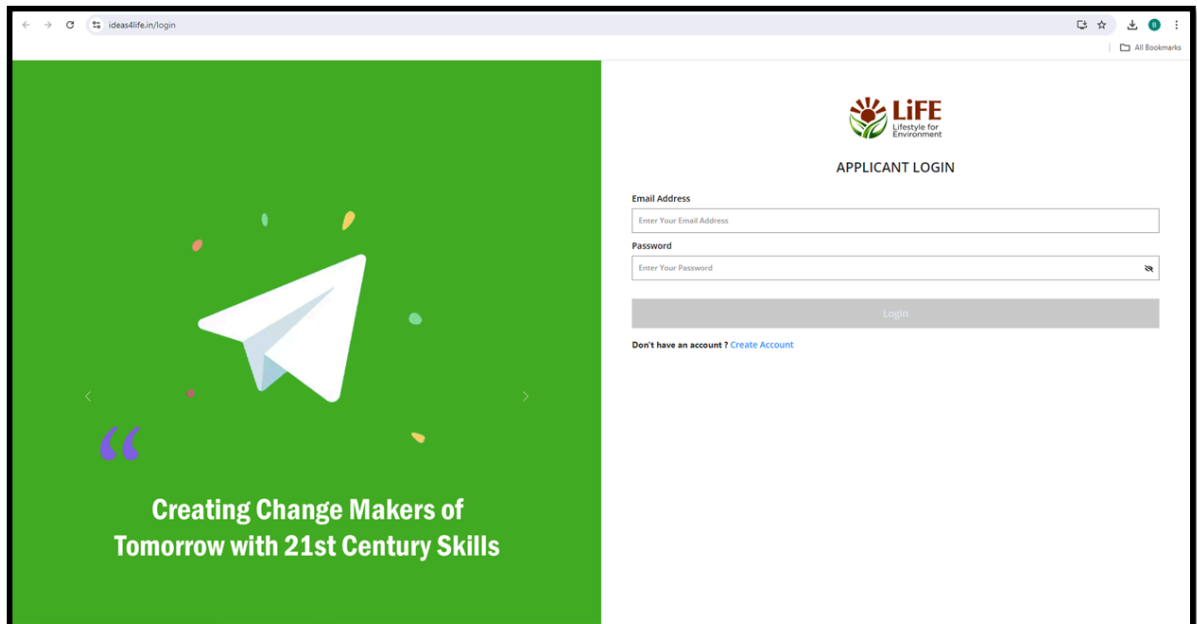 ideas4life.in/login
All Bookmarks
LiFE
Lifestyle for
Environment
APPLICANT LOGIN
Email Address
Enter Your Email Address
Password
Enter Your Password
Login
Don't have an account ? Create Account
“
Creating Change Makers of
Tomorrow with 21st Century Skills